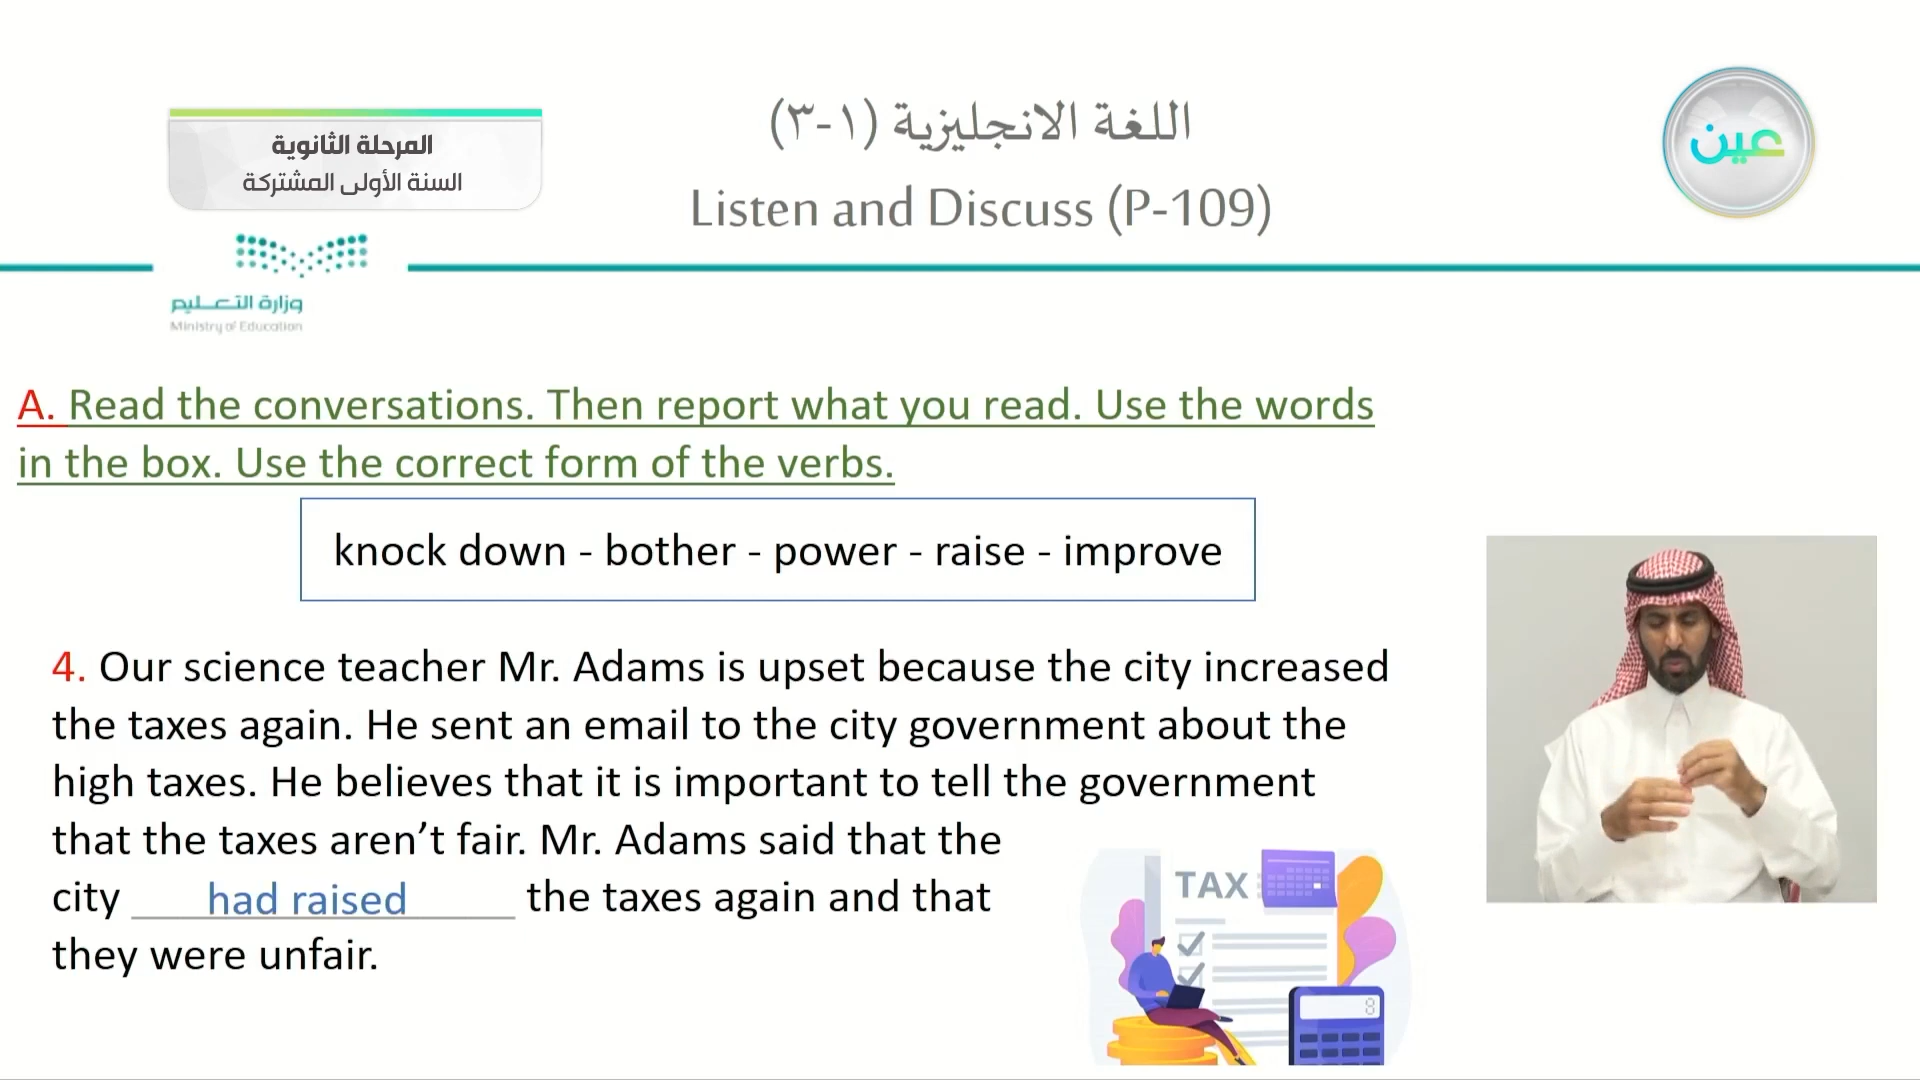 المرحلة الثانوية
السنة الأولى المشتركة
اللغة الانجليزية (١-٣)
Listen and Discuss (P-109)
عين
وزارة التعليم
Ministry of Education
A. Read the conversations. Then report what you read. Use the words
in the box. Use the correct form of the verbs.
knock down - bother - power - raise - improve
4. Our science teacher Mr. Adams is upset because the city increased
the taxes again. He sent an email to the city government about the
high taxes. He believes that it is important to tell the government
that the taxes aren’t fair. Mr. Adams said that the
city had raised the taxes again and that
they were unfair.
TAX
8